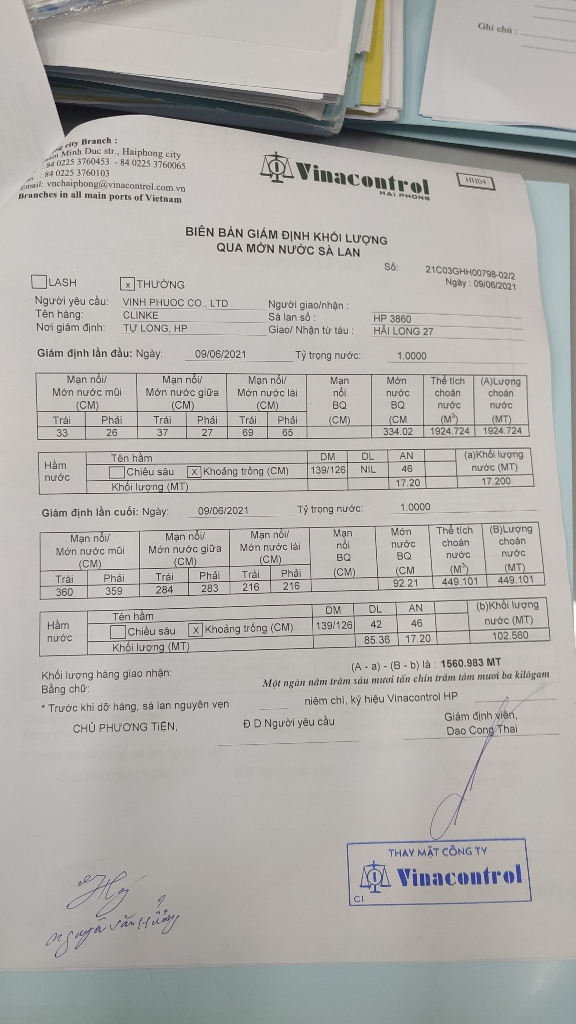 Ghi chú :
city Branch :
Minh Duc str., Haiphong city
84 0225 3760453 - 84 0225 3760065
: 84 0225 3760103
Email: vnchaiphong@vinacontrol.com.vn
Branches in all main ports of Vietnam
Vinacontrol
HAI PHONG
HH04
BIÊN BẢN GIÁM ĐỊNH KHỐI LƯỢNG
QUA MỚN NƯỚC SÀ LAN
Số: 21C03GHH00798-02/2
Ngày : 09/06/2021
LASH x THƯỜNG
Người yêu cầu: VINH PHUOC CO., LTD Người giao/nhận :
Tên hàng: CLINKE Sà lan số : HP 3860
Nơi giám định: TỰ LONG, HP Giao/ Nhận từ tàu : HẢI LONG 27
Giám định lần đầu: Ngày: 09/06/2021 Tỷ trọng nước: 1.0000
Mạn nổi/ Mạn nổi/ Mạn nổi/ Mạn Mớn Thể tích (A)Lượng
Mớn nước mũi Mớn nước giữa Mớn nước lái nổi nước choán choán
(CM) (CM) (CM) BQ BQ nước nước
Trái Phải Trái Phải Trái Phải (CM) (CM (M³) (MT)
33 26 37 27 69 65 334.02 1924.724 1924.724
Hầm nước Tên hầm DM DL AN (a)Khối lượng
Chiều sâu x Khoảng trống (CM) 139/126 NIL 46 nước (MT)
Khối lượng (MT) 17.20 17.200
Giám định lần cuối: Ngày: 09/06/2021 Tỷ trọng nước: 1.0000
Mạn nổi/ Mạn nổi/ Mạn nổi/ Mạn Mớn Thể tích (B)Lượng
Mớn nước mũi Mớn nước giữa Mớn nước lái nổi nước choán choán
(CM) (CM) (CM) BQ BQ nước nước
Trái Phải Trái Phải Trái Phải (CM) (CM) (M³) (MT)
360 359 284 283 216 216 92.21 449.101 449.101
Hầm nước Tên hầm DM DL AN (b)Khối lượng
Chiều sâu x Khoảng trống (CM) 139/126 42 46 nước (MT)
Khối lượng (MT) 85.36 17.20 102.560
Khối lượng hàng giao nhận: (A - a) - (B - b) là : 1560.983 MT
Bằng chữ: Một ngàn năm trăm sáu mươi tấn chín trăm tám mươi ba kilôgam
* Trước khi dỡ hàng, sà lan nguyên vẹn niêm chì, ký hiệu Vinacontrol HP
CHỦ PHƯƠNG TIỆN, Đ D Người yêu cầu Giám định viên,
Dao Cong Thai
THAY MẶT CÔNG TY
Vinacontrol
CI
Nguyễn Văn Hưởng